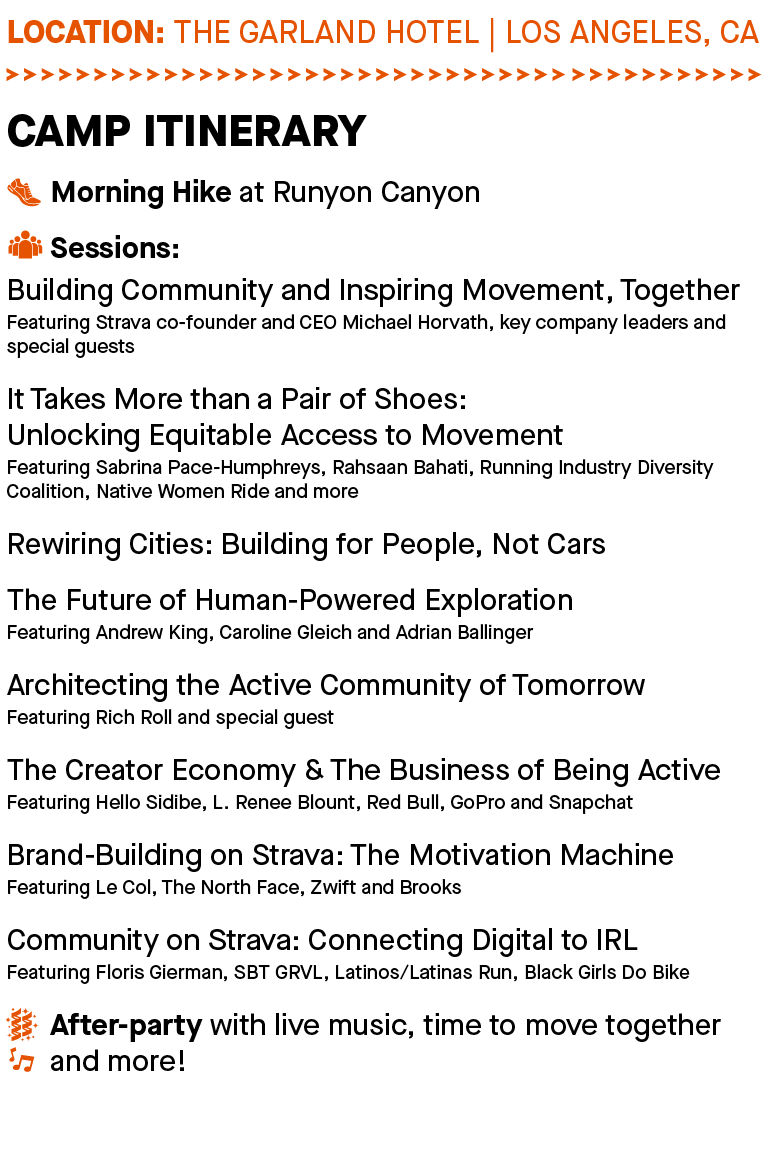 LOCATION: THE GARLAND HOTEL | LOS ANGELES, CA
CAMP ITINERARY
Morning Hike at Runyon Canyon
Sessions:
Building Community and Inspiring Movement, Together
Featuring Strava co-founder and CEO Michael Horvath, key company leaders and
special guests
It Takes More than a Pair of Shoes:
Unlocking Equitable Access to Movement
Featuring Sabrina Pace-Humphreys, Rahsaan Bahati, Running Industry Diversity
Coalition, Native Women Ride and more
Rewiring Cities: Building for People, Not Cars
The Future of Human-Powered Exploration
Featuring Andrew King, Caroline Gleich and Adrian Ballinger
Architecting the Active Community of Tomorrow
Featuring Rich Roll and special guest
The Creator Economy & The Business of Being Active
Featuring Hello Sidibe, L. Renee Blount, Red Bull, GoPro and Snapchat
Brand-Building on Strava: The Motivation Machine
Featuring Le Col, The North Face, Zwift and Brooks
Community on Strava: Connecting Digital to IRL
Featuring Floris Gierman, SBT GRVL, Latinos/Latinas Run, Black Girls Do Bike
After-party with live music, time to move together
and more!